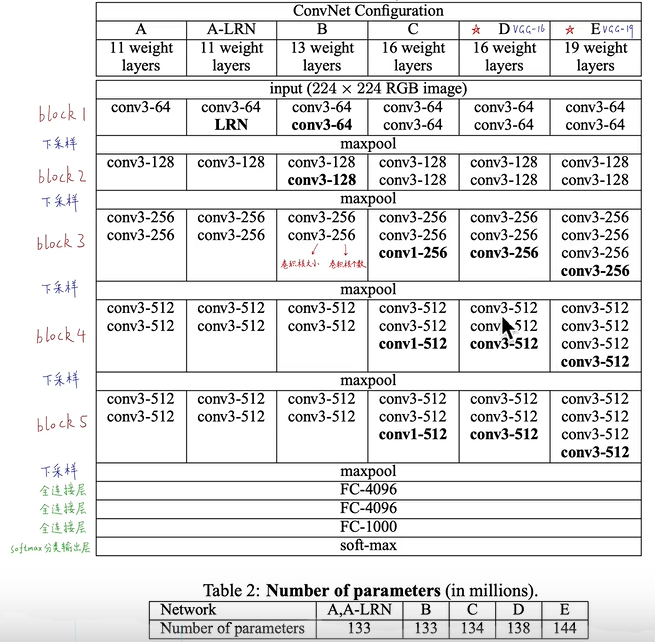 ConvNet Configuration
A A-LRN B C D VGG-16 E VGG-19
11 weight layers 11 weight layers 13 weight layers 16 weight layers 16 weight layers 19 weight layers
input (224 × 224 RGB image)
block 1
conv3-64 conv3-64 conv3-64 conv3-64 conv3-64 conv3-64
LRN conv3-64 conv3-64 conv3-64 conv3-64
下采样 maxpool
block 2
conv3-128 conv3-128 conv3-128 conv3-128 conv3-128 conv3-128
conv3-128 conv3-128 conv3-128 conv3-128
下采样 maxpool
block 3
conv3-256 conv3-256 conv3-256 conv3-256 conv3-256 conv3-256
conv3-256 conv3-256 conv3-256 conv3-256 conv3-256 conv3-256
卷积核大小 卷积核个数 conv1-256 conv3-256 conv3-256
conv3-256
下采样 maxpool
block 4
conv3-512 conv3-512 conv3-512 conv3-512 conv3-512 conv3-512
conv3-512 conv3-512 conv3-512 conv3-512 conv3-512 conv3-512
conv1-512 conv3-512 conv3-512
conv3-512
下采样 maxpool
block 5
conv3-512 conv3-512 conv3-512 conv3-512 conv3-512 conv3-512
conv3-512 conv3-512 conv3-512 conv3-512 conv3-512 conv3-512
conv1-512 conv3-512 conv3-512
conv3-512
下采样 maxpool
全连接层 FC-4096
全连接层 FC-4096
全连接层 FC-1000
softmax分类输出层 soft-max
Table 2: Number of parameters (in millions).
Network A,A-LRN B C D E
Number of parameters 133 133 134 138 144